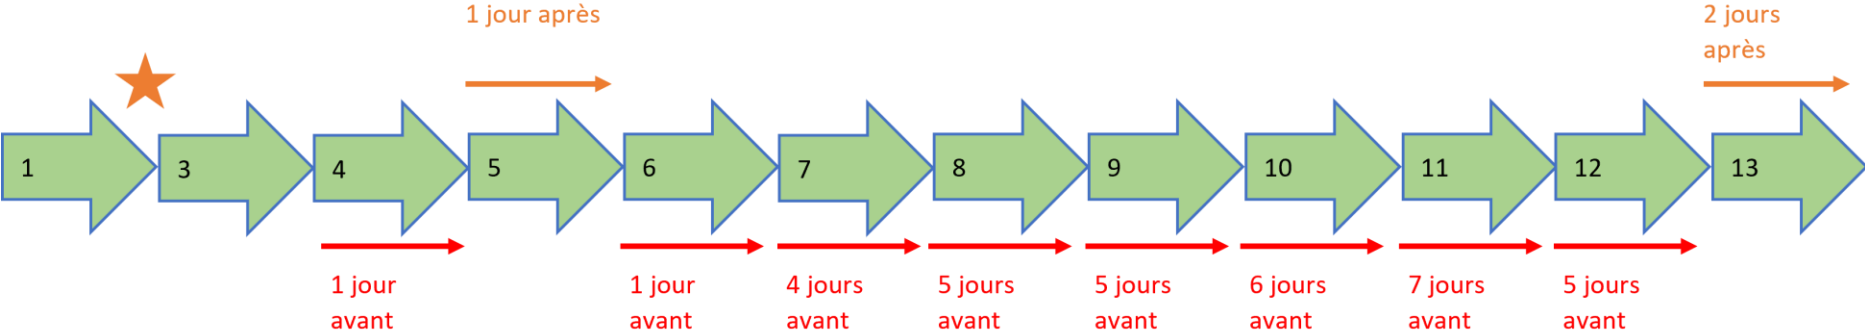 1 jour après
2 jours
après
1
3
4
5
6
7
8
9
10
11
12
13
1 jour
avant
1 jour
avant
4 jours
avant
5 jours
avant
5 jours
avant
6 jours
avant
7 jours
avant
5 jours
avant